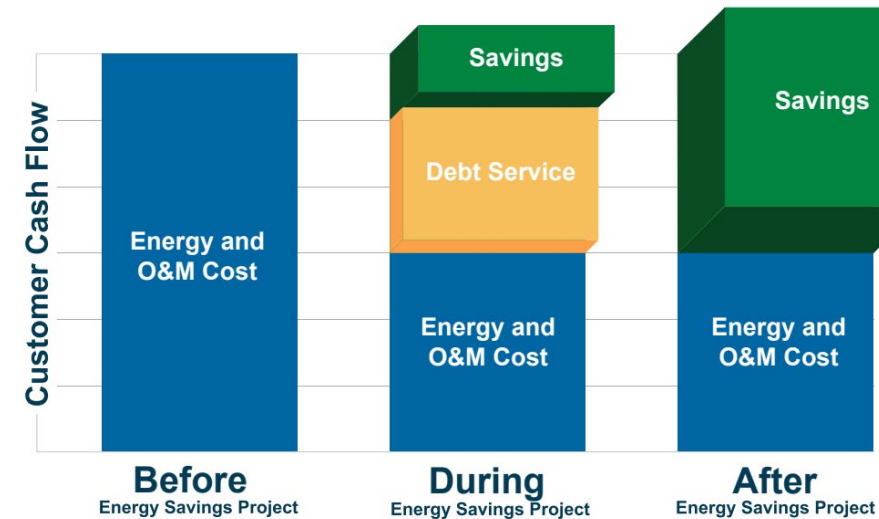 Customer Cash Flow
Energy and
O&M Cost
Savings
Debt Service
Energy and
O&M Cost
Savings
Energy and
O&M Cost
Before
Energy Savings Project
During
Energy Savings Project
After
Energy Savings Project